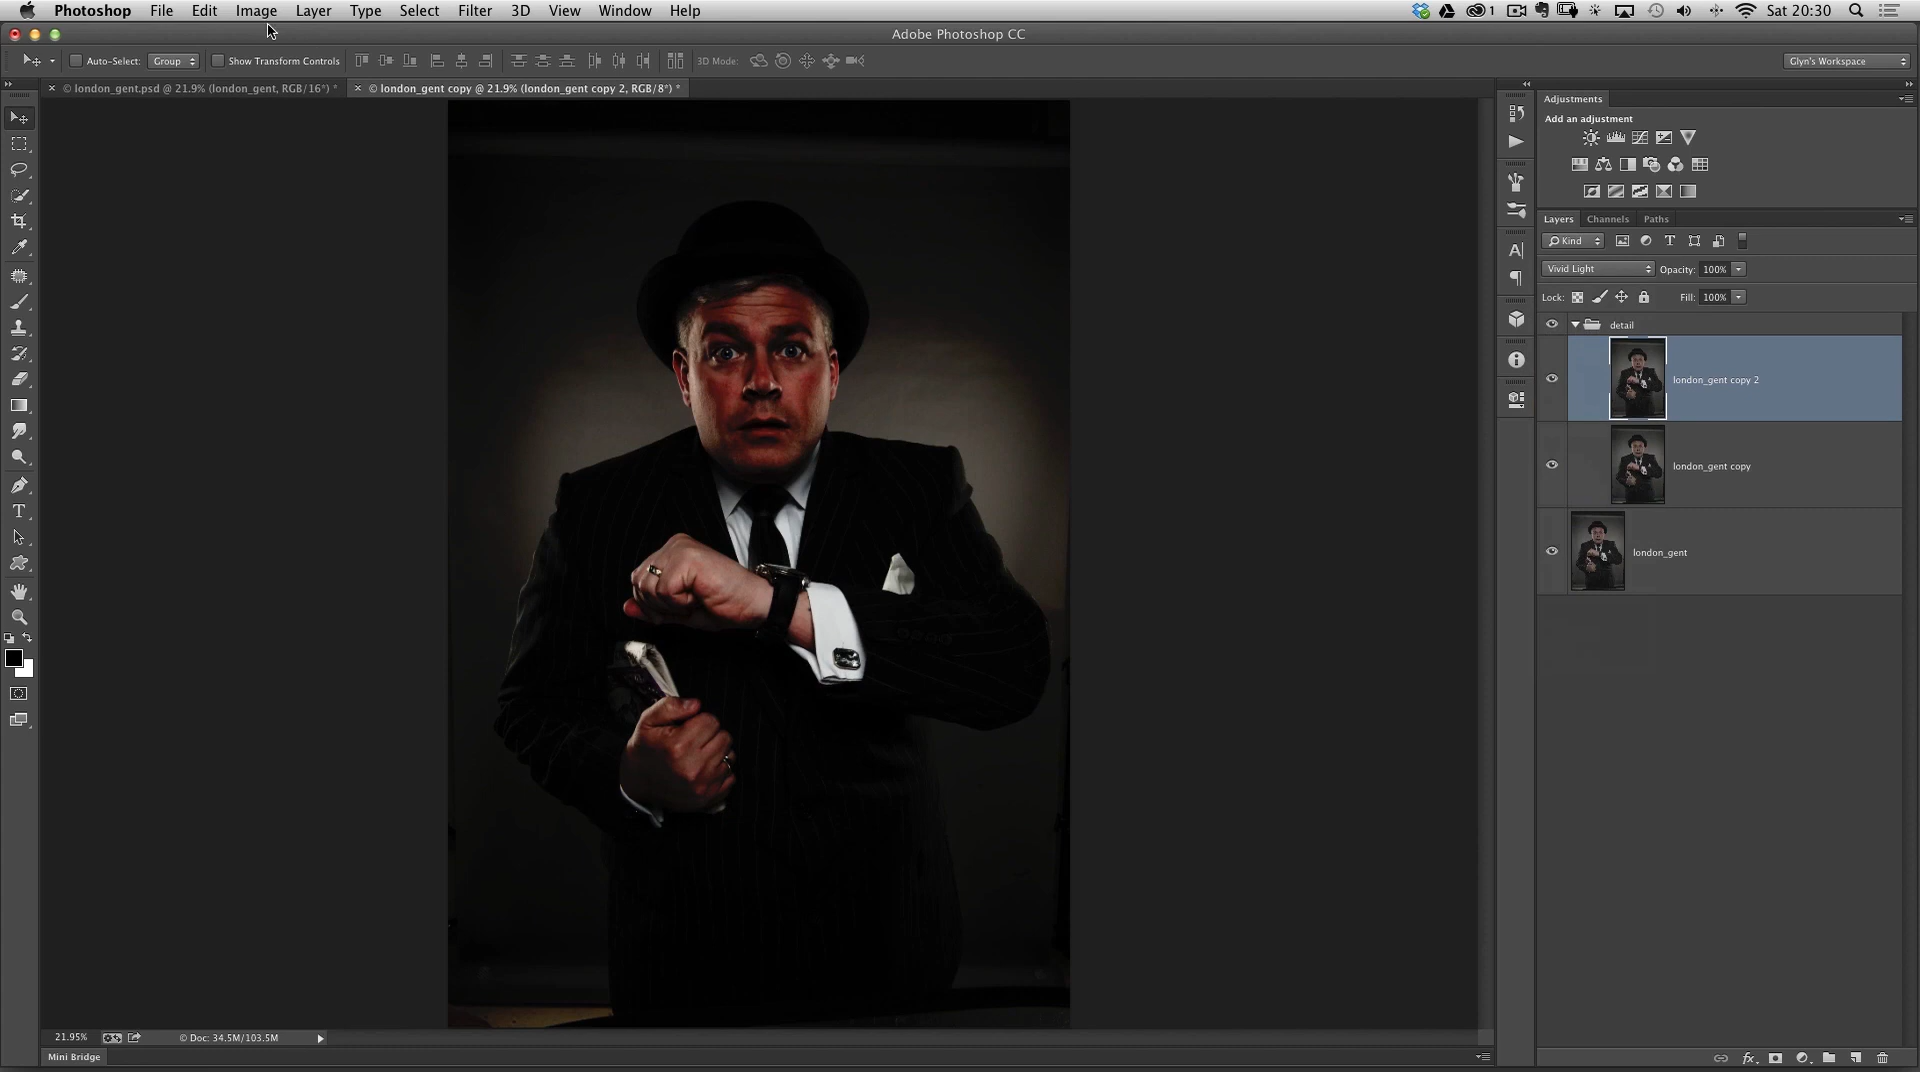 Photoshop File Edit Image Layer Type Select Filter 3D View Window Help 1 Sat 20:30
Adobe Photoshop CC
Auto-Select: Group Show Transform Controls 3D Mode: Glyn's Workspace
© london_gent.psd @ 21.9% (london_gent, RGB/16*) * © london_gent copy @ 21.9% (london_gent copy 2, RGB/8*) *
Adjustments
Add an adjustment
Layers Channels Paths
Kind
Vivid Light Opacity: 100%
Lock: Fill: 100%
detail
london_gent copy 2
london_gent copy
london_gent
21.95% © Doc: 34.5M/103.5M
Mini Bridge